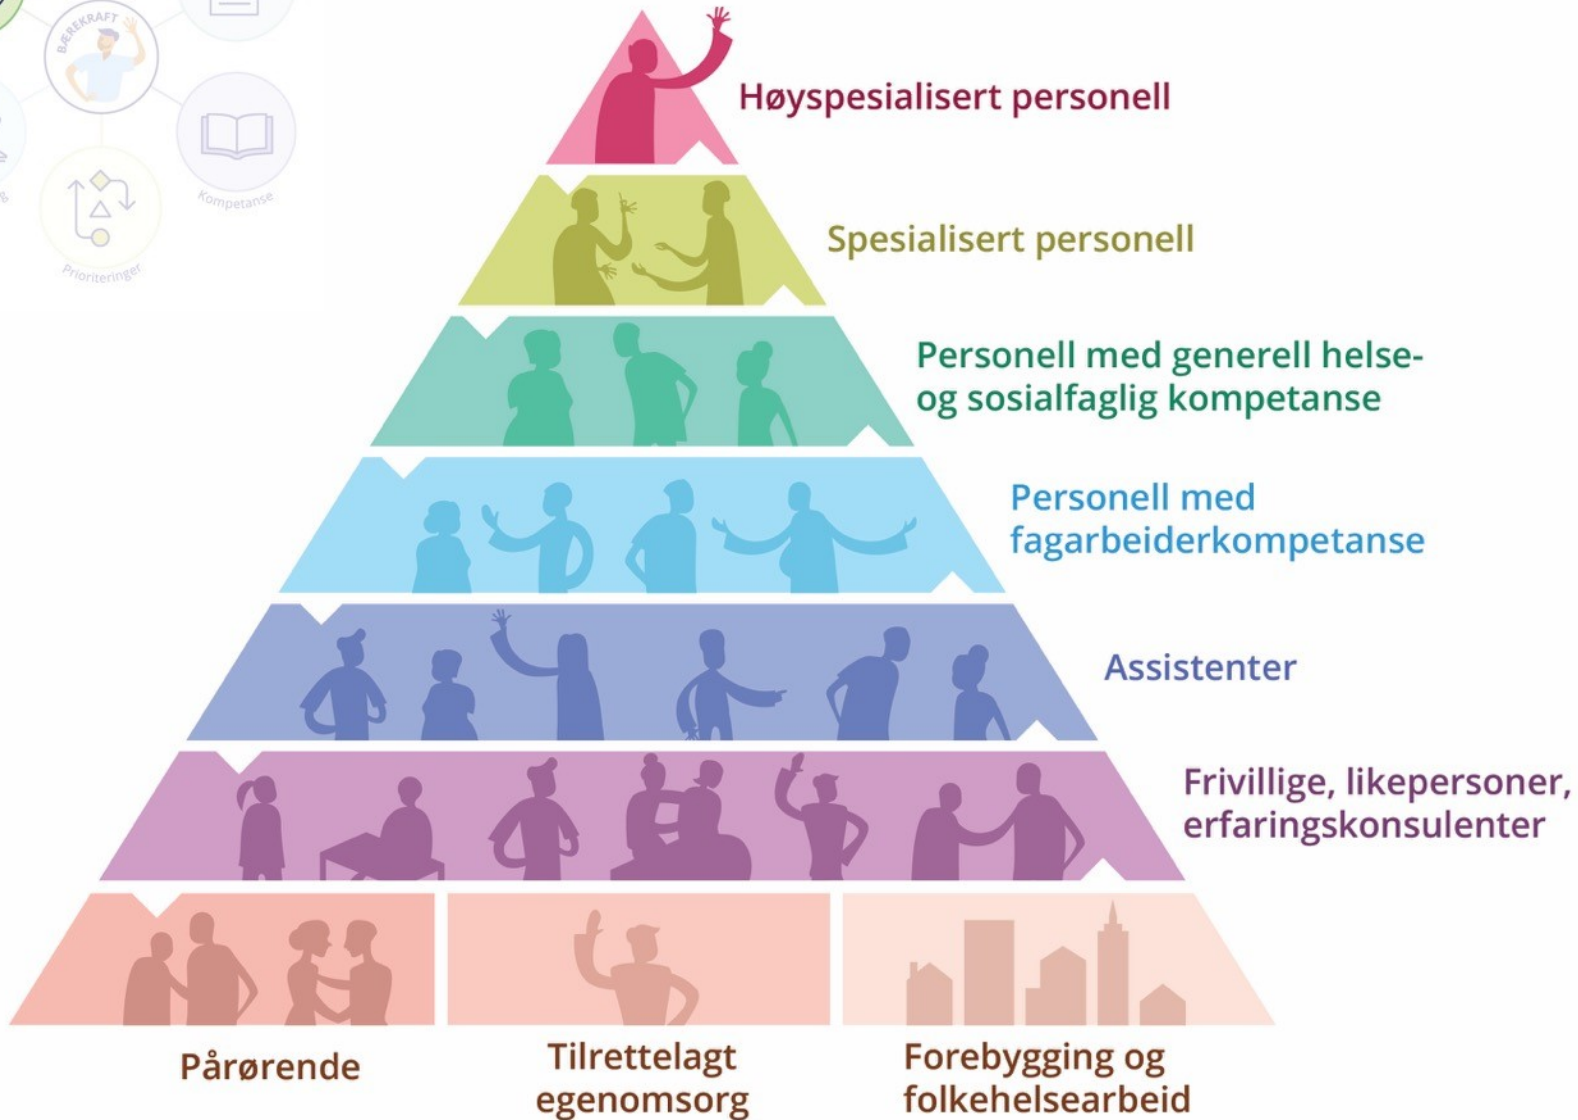 BÆREKRAFT
Kompetanse
Prioriteringer
Høyspesialisert personell
Spesialisert personell
Personell med generell helse-
og sosialfaglig kompetanse
Personell med
fagarbeiderkompetanse
Assistenter
Frivillige, likepersoner,
erfaringskonsulenter
Pårørende
Tilrettelagt
egenomsorg
Forebygging og
folkehelsearbeid